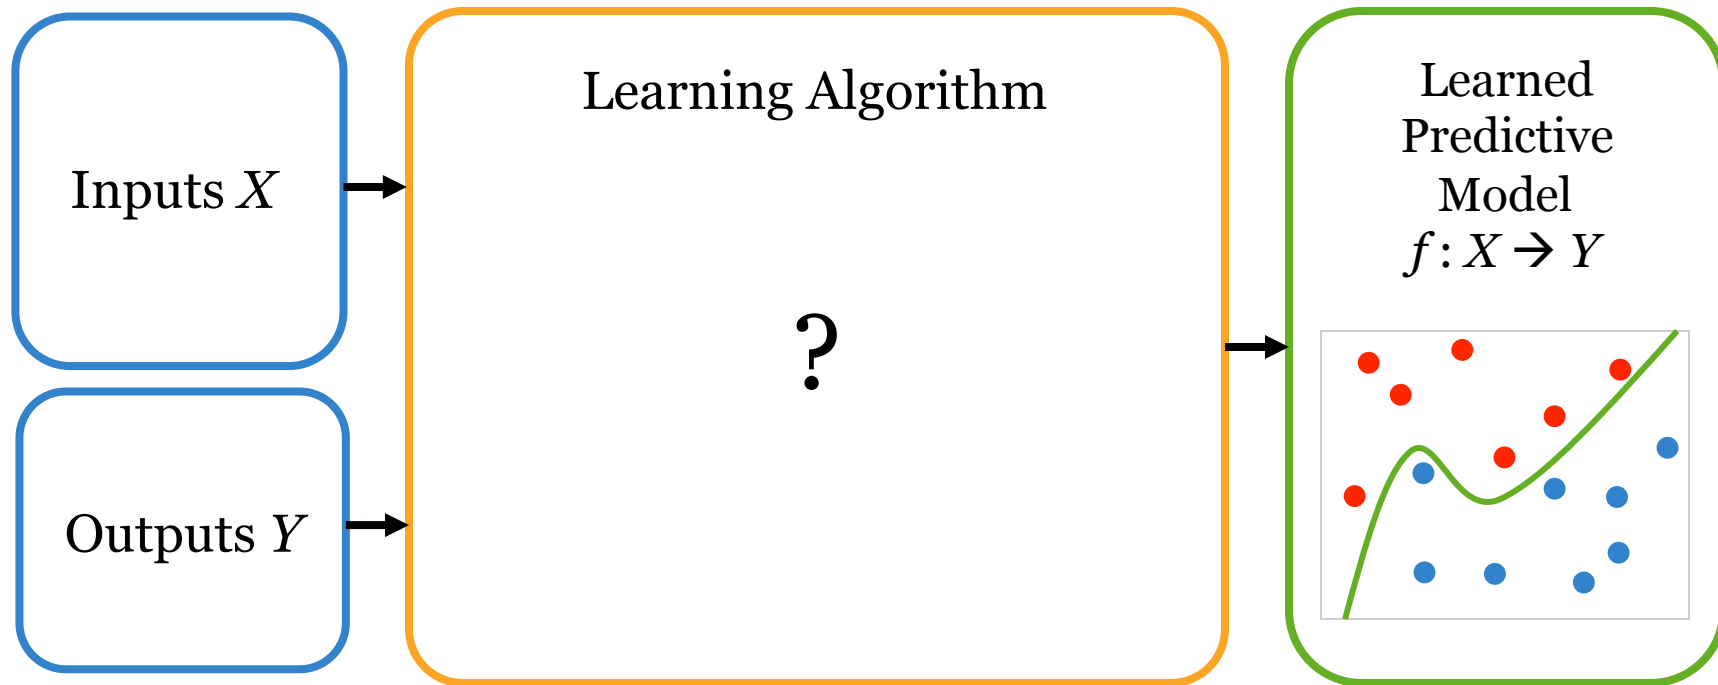 Inputs X
Outputs Y
Learning Algorithm
?
Learned
Predictive
Model
f : X → Y